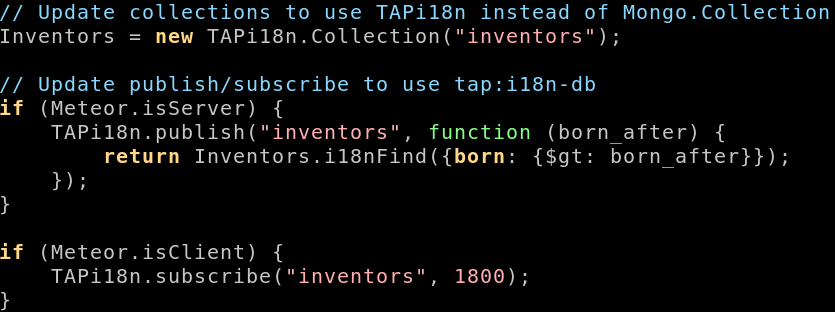 // Update collections to use TAPi18n instead of Mongo.Collection
Inventors = new TAPi18n.Collection("inventors");

// Update publish/subscribe to use tap:i18n-db
if (Meteor.isServer) {
    TAPi18n.publish("inventors", function (born_after) {
        return Inventors.i18nFind({born: {$gt: born_after}});
    });
}

if (Meteor.isClient) {
    TAPi18n.subscribe("inventors", 1800);
}